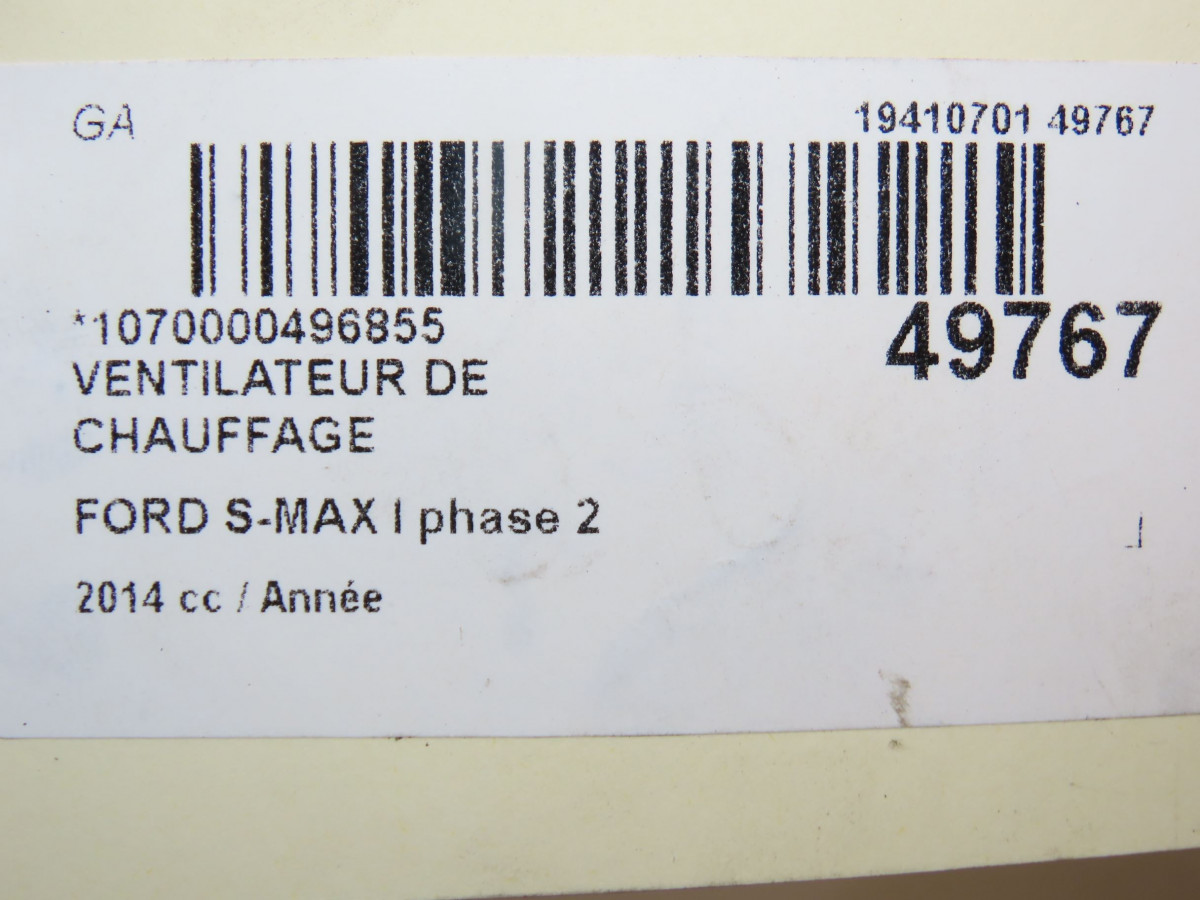 GA
19410701 49767
*1070000496855
49767
VENTILATEUR DE
CHAUFFAGE
FORD S-MAX I phase 2
2014 cc / Année